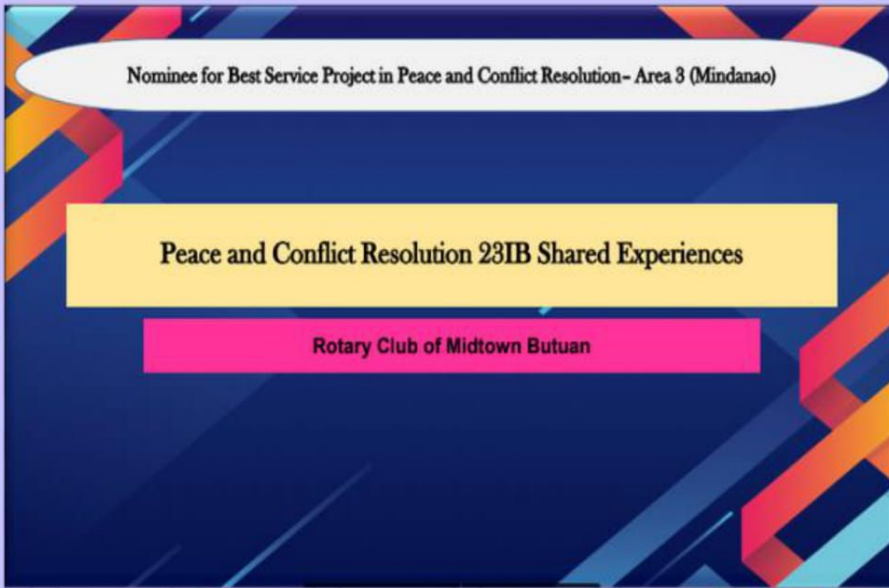 Nominee for Best Service Project in Peace and Conflict Resolution– Area 3 (Mindanao)
Peace and Conflict Resolution 23IB Shared Experiences
Rotary Club of Midtown Butuan